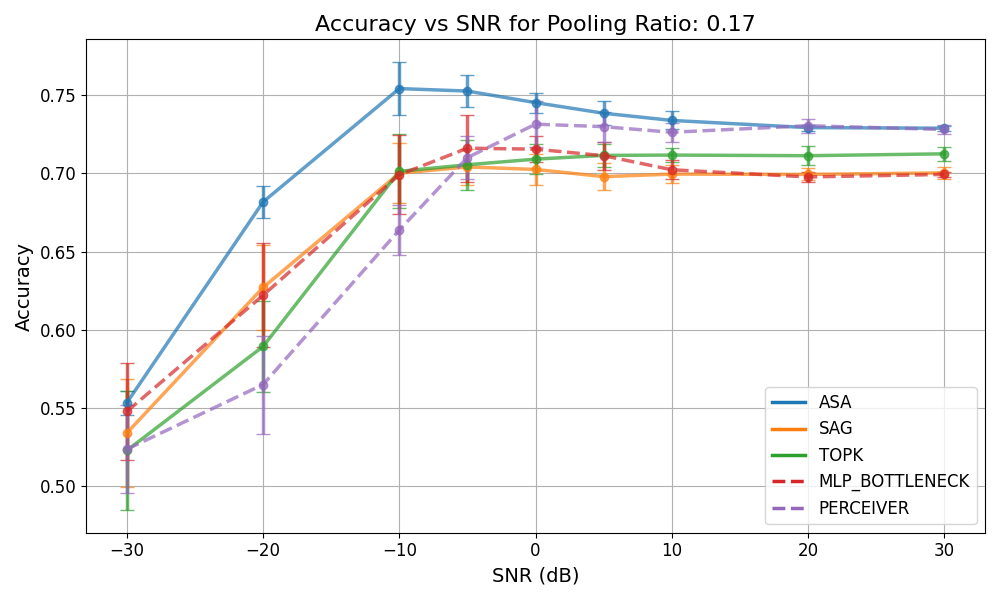 Accuracy vs SNR for Pooling Ratio: 0.17
Accuracy
0.75
0.70
0.65
0.60
0.55
0.50
−30
−20
−10
0
10
20
30
SNR (dB)
ASA
SAG
TOPK
MLP_BOTTLENECK
PERCEIVER